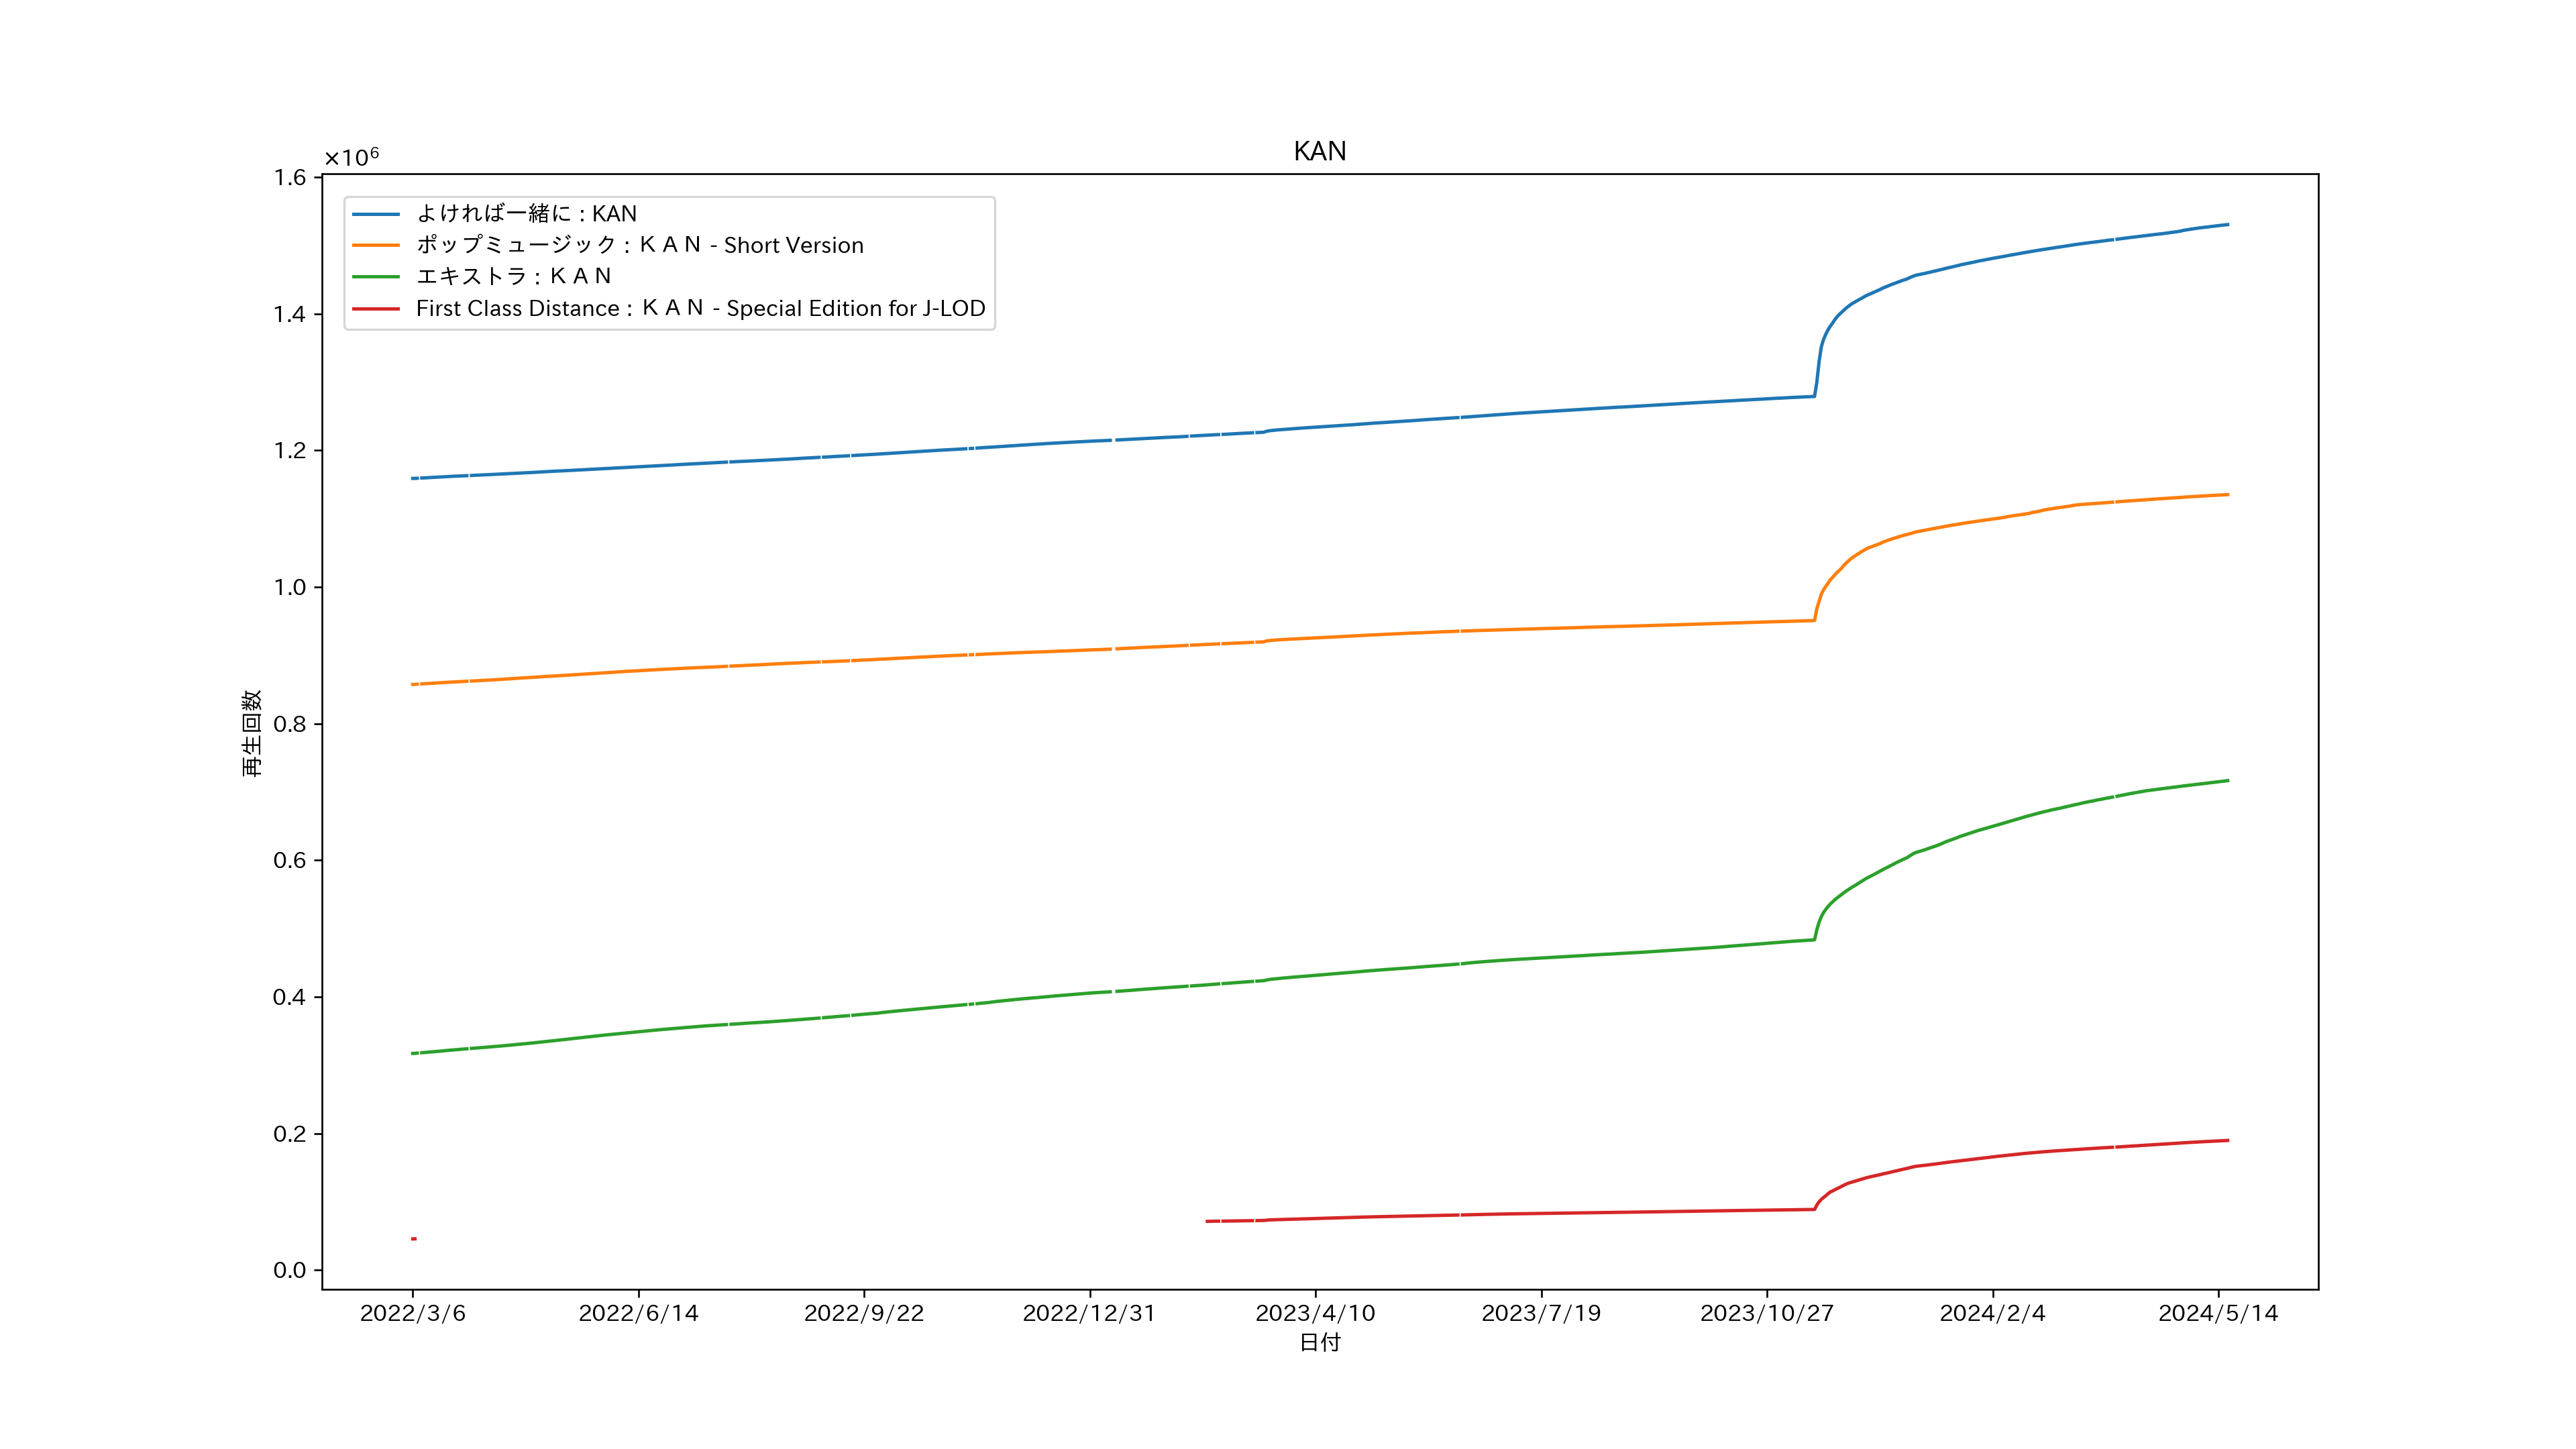 KAN
×10⁶
1.6
1.4
1.2
1.0
0.8
0.6
0.4
0.2
0.0
再生回数
よければ一緒に : KAN
ポップミュージック : ＫＡＮ - Short Version
エキストラ : ＫＡＮ
First Class Distance : ＫＡＮ - Special Edition for J-LOD
2022/3/6 2022/6/14 2022/9/22 2022/12/31 2023/4/10 2023/7/19 2023/10/27 2024/2/4 2024/5/14
日付